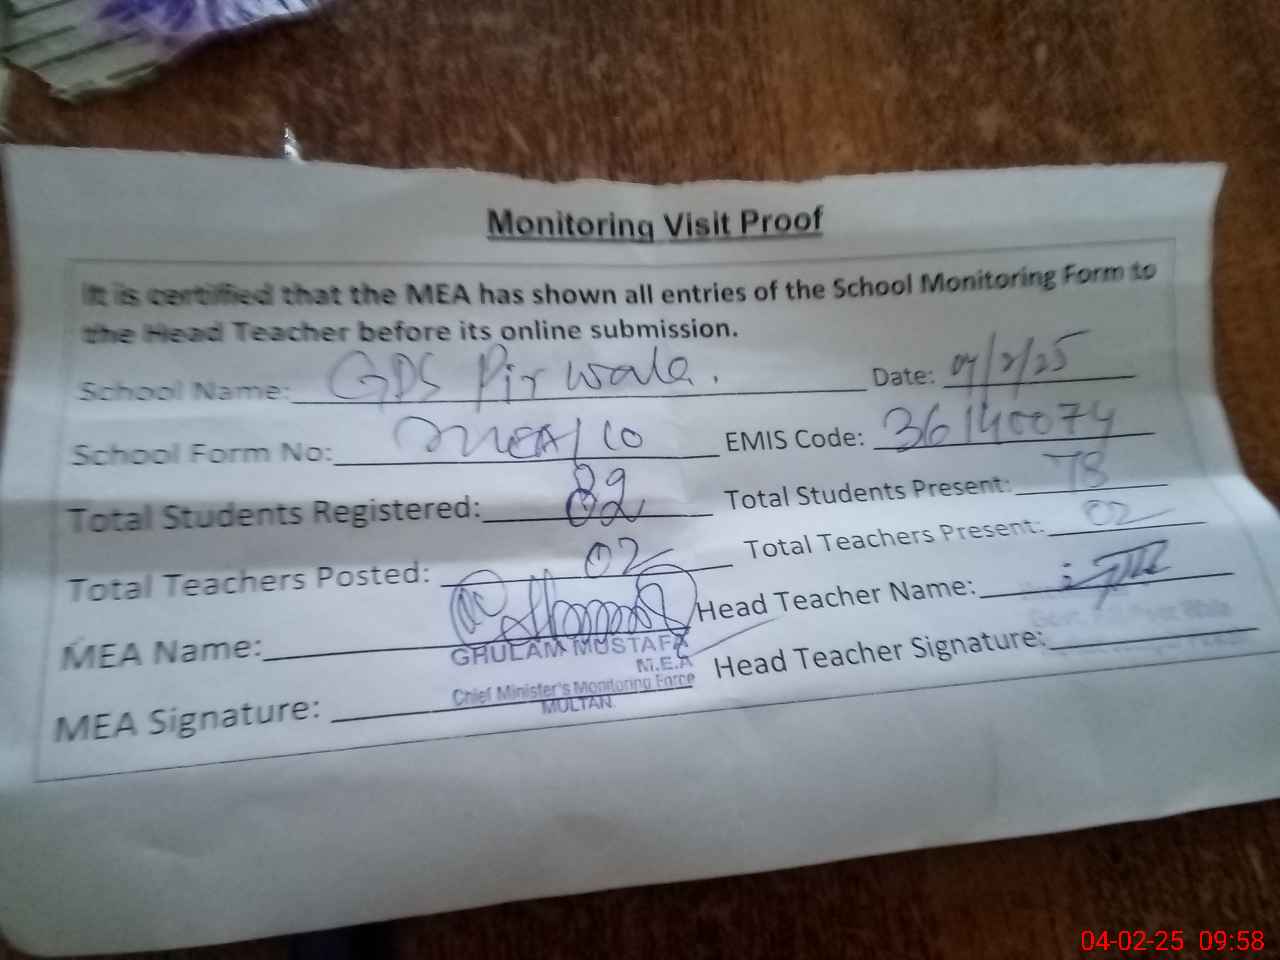 Monitoring Visit Proof
It is certified that the MEA has shown all entries of the School Monitoring Form to
the Head Teacher before its online submission.
School Name: GDS Pir wala. Date: 04/2/25
School Form No: MEA/10 EMIS Code: 36140074
Total Students Registered: 82 Total Students Present: 78
Total Teachers Posted: 02 Total Teachers Present: 02
MEA Name: Head Teacher Name:
GHULAM MUSTAFA
M.E.A
Chief Minister's Monitoring Force
MULTAN.
MEA Signature: Head Teacher Signature:
04-02-25 09:58